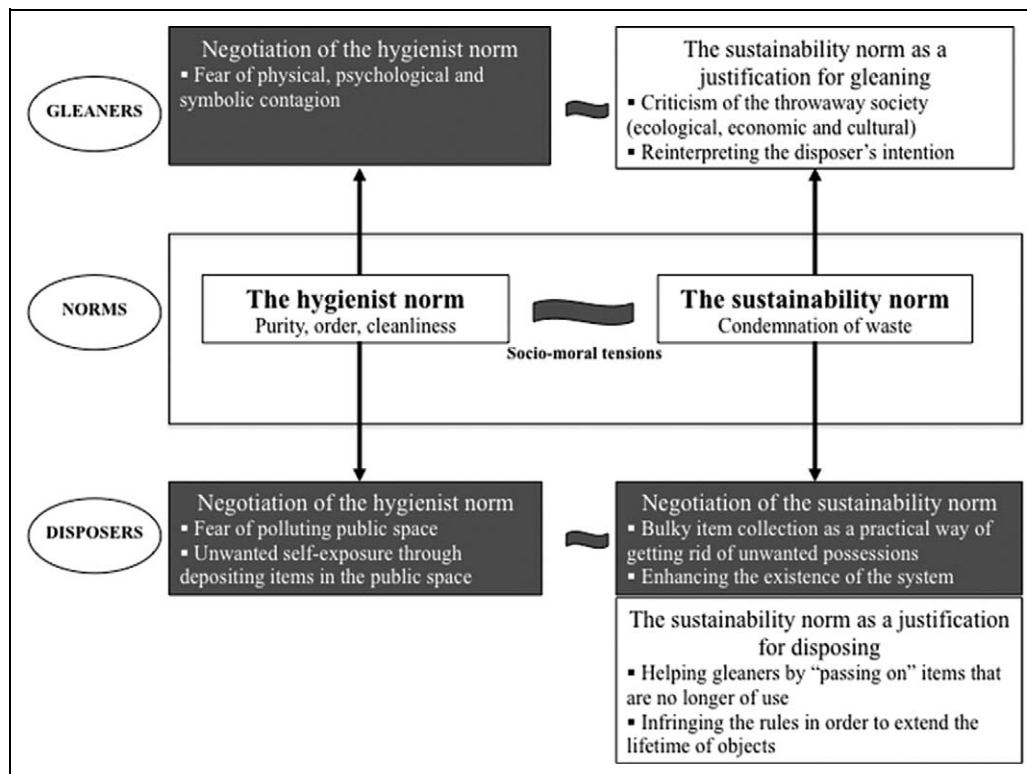 Negotiation of the hygienist norm
▪ Fear of physical, psychological and
symbolic contagion
The sustainability norm as a
justification for gleaning
▪ Criticism of the throwaway society
(ecological, economic and cultural)
▪ Reinterpreting the disposer's intention
GLEANERS
NORMS
The hygienist norm
Purity, order, cleanliness
The sustainability norm
Condemnation of waste
Socio-moral tensions
DISPOSERS
Negotiation of the hygienist norm
▪ Fear of polluting public space
▪ Unwanted self-exposure through
depositing items in the public space
Negotiation of the sustainability norm
▪ Bulky item collection as a practical way of
getting rid of unwanted possessions
▪ Enhancing the existence of the system
The sustainability norm as a justification
for disposing
▪ Helping gleaners by “passing on” items that
are no longer of use
▪ Infringing the rules in order to extend the
lifetime of objects